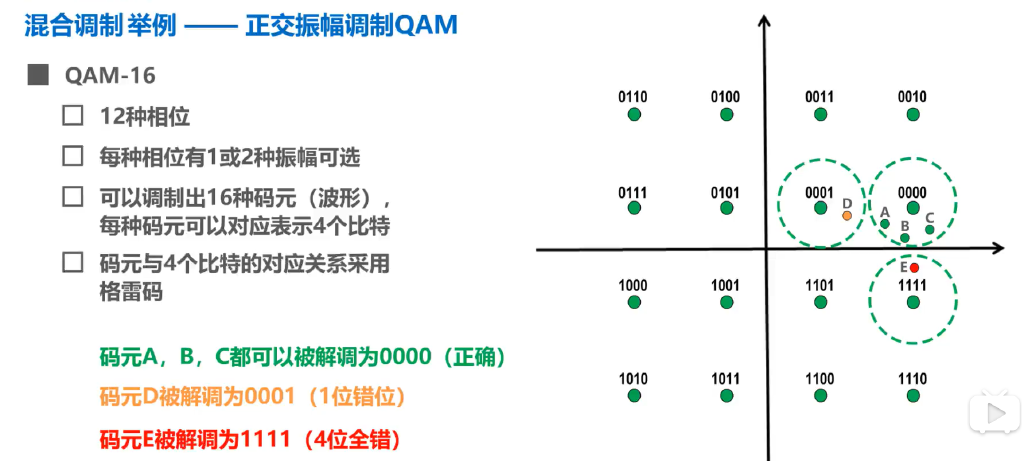 混合调制 举例 —— 正交振幅调制QAM
QAM-16
12种相位
每种相位有1或2种振幅可选
可以调制出16种码元（波形），
每种码元可以对应表示4个比特
码元与4个比特的对应关系采用
格雷码
码元A，B，C都可以被解调为0000（正确）
码元D被解调为0001（1位错位）
码元E被解调为1111（4位全错）
0110 0100 0011 0010
0111 0101 0001 0000
D A B C
E
1000 1001 1101 1111
1010 1011 1100 1110